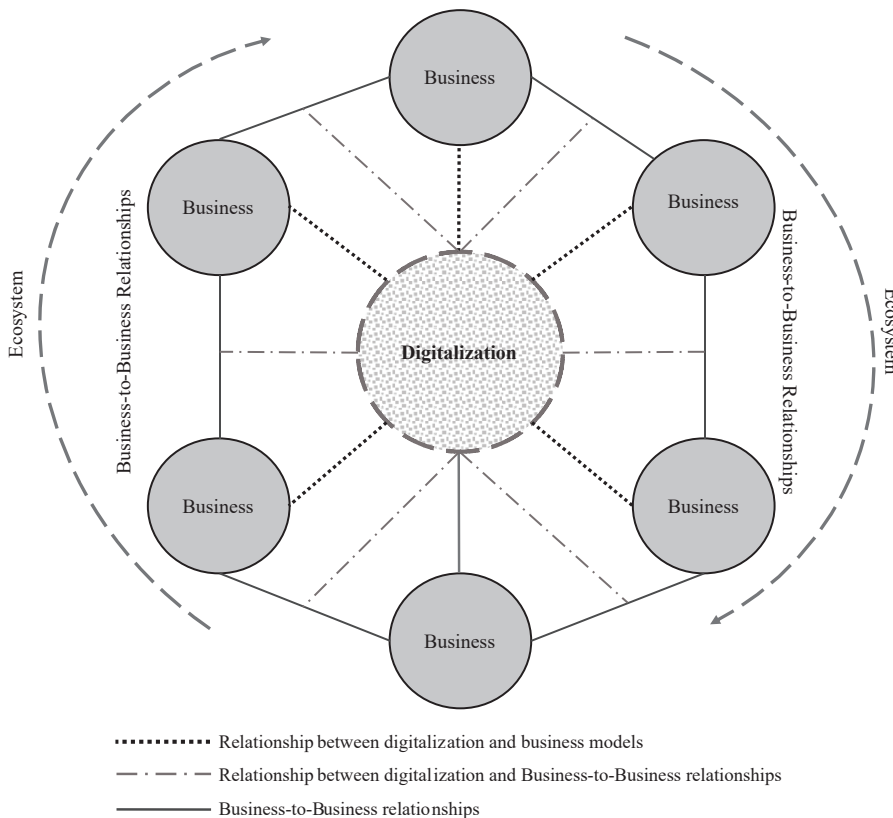 Business
Business
Business
Ecosystem
Business-to-Business Relationships
Digitalization
Business-to-Business Relationships
Ecosystem
Business
Business
Business
Relationship between digitalization and business models
Relationship between digitalization and Business-to-Business relationships
Business-to-Business relationships